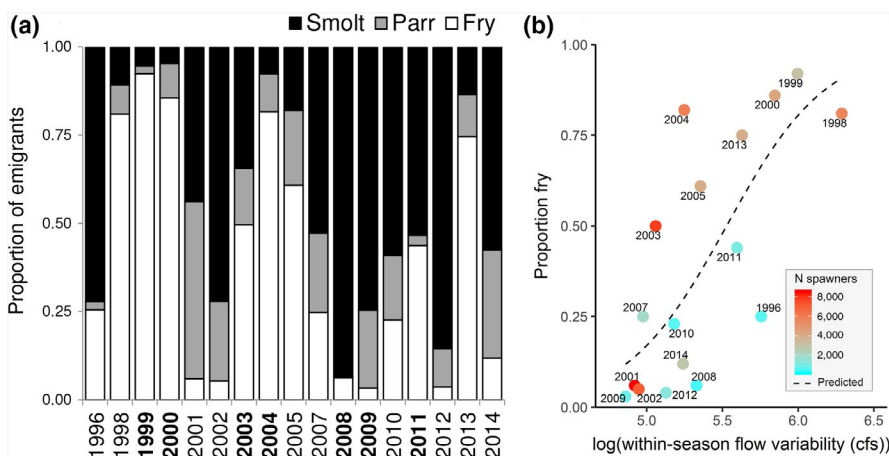 (a)
Smolt Parr Fry
Proportion of emigrants
1.00
0.75
0.50
0.25
0.00
1996 1998 1999 2000 2001 2002 2003 2004 2005 2007 2008 2009 2010 2011 2012 2013 2014
(b)
Proportion fry
1.00
0.75
0.50
0.25
0.00
1999
2000
1998
2004
2013
2005
2003
2011
2007
2010
1996
2014
2001
2008
2009 2002 2012
N spawners
8,000
6,000
4,000
2,000
Predicted
5.0 5.5 6.0 6.5
log(within-season flow variability (cfs))